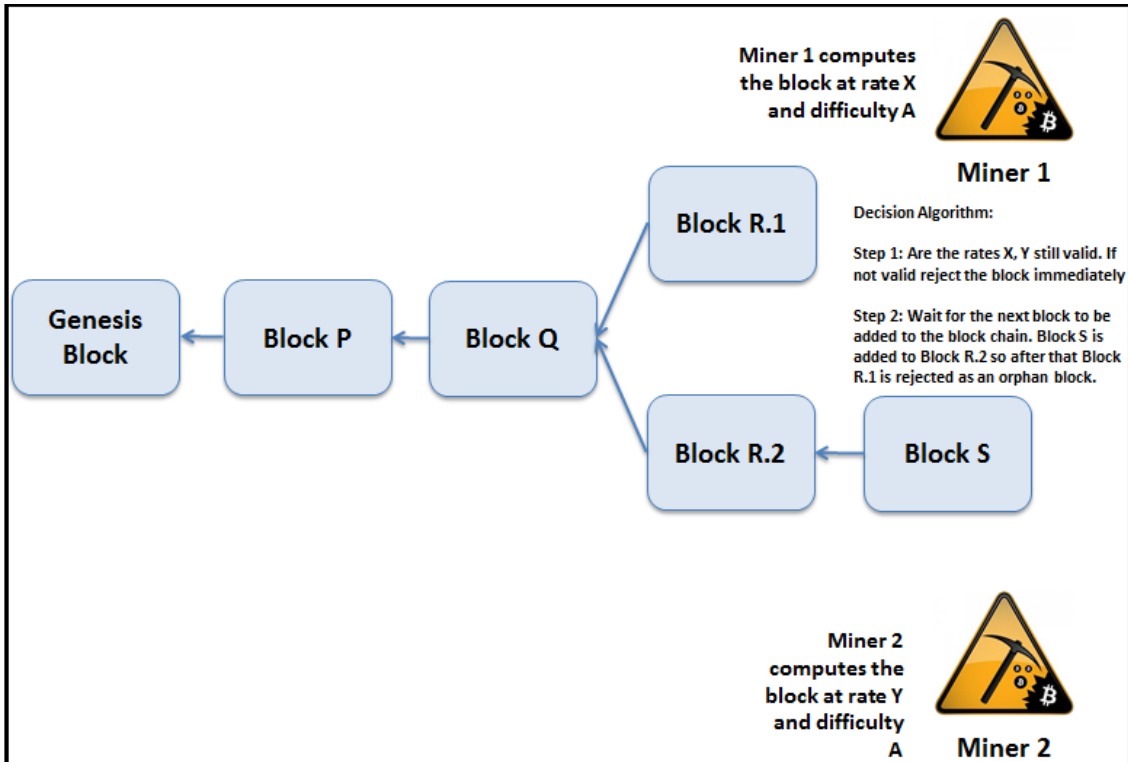 Miner 1 computes
the block at rate X
and difficulty A
Miner 1
Decision Algorithm:
Step 1: Are the rates X, Y still valid. If
not valid reject the block immediately
Step 2: Wait for the next block to be
added to the block chain. Block S is
added to Block R.2 so after that Block
R.1 is rejected as an orphan block.
Block R.1
Genesis
Block
Block P
Block Q
Block R.2
Block S
Miner 2
computes the
block at rate Y
and difficulty
A
Miner 2